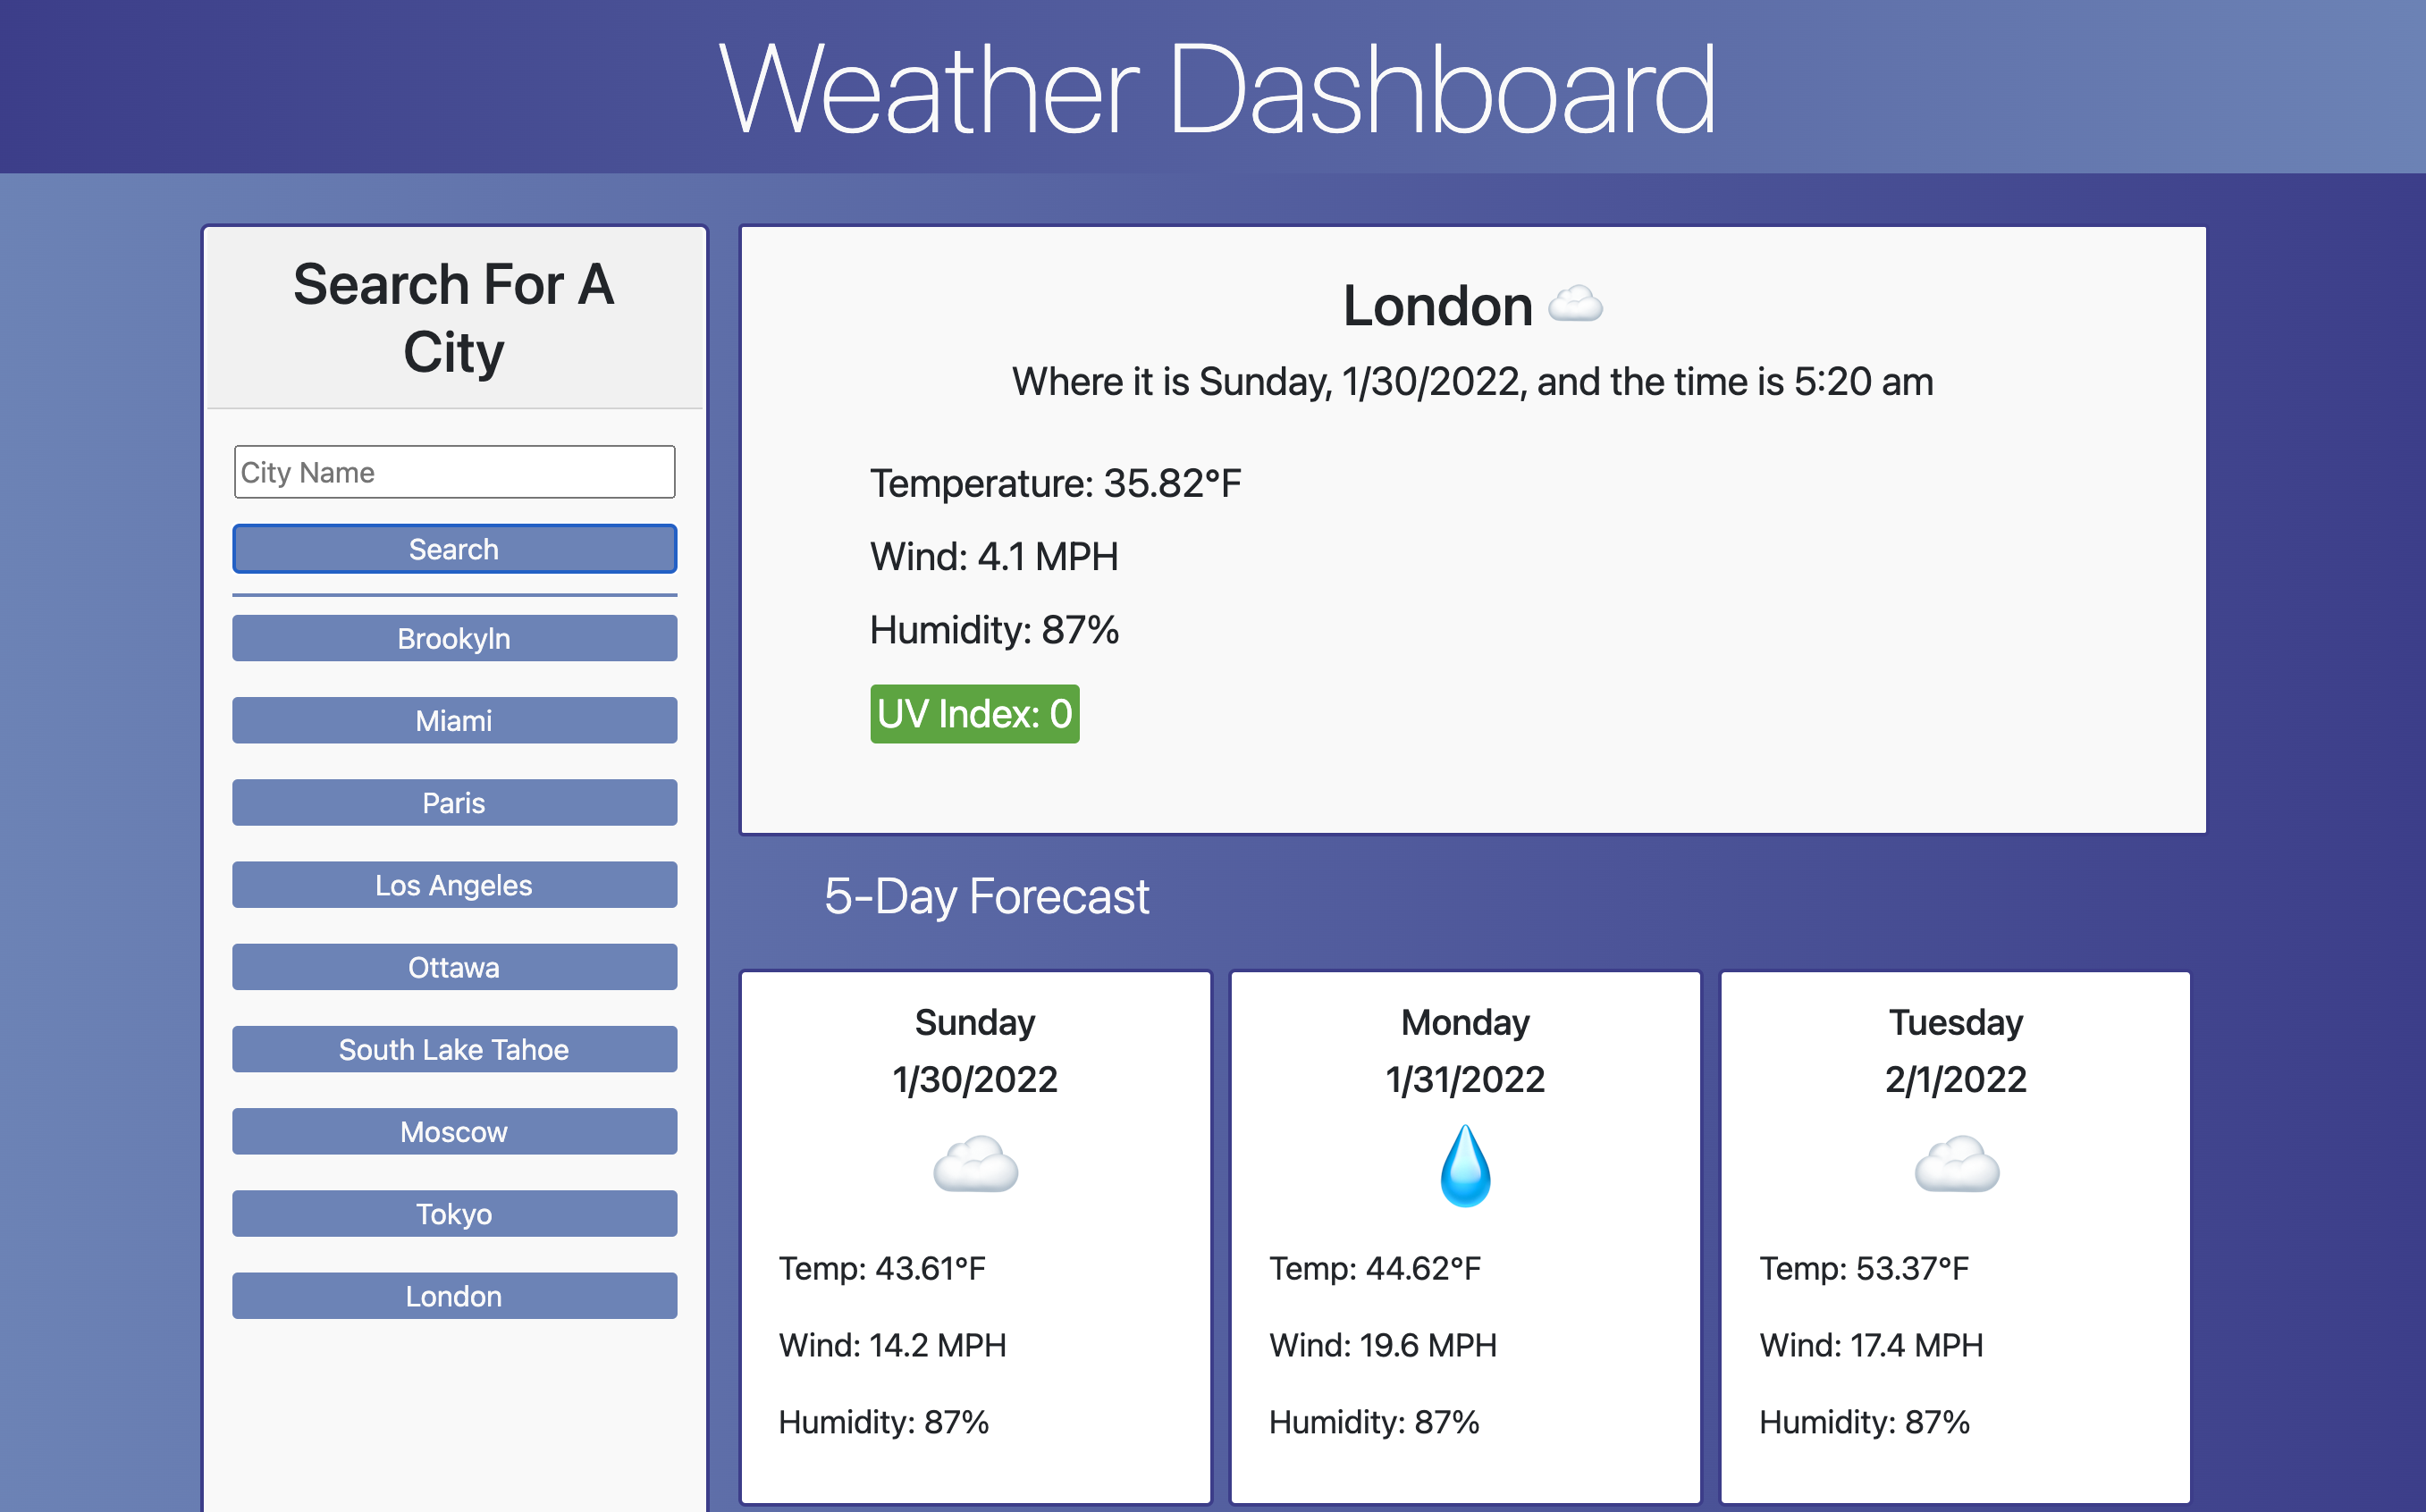 Weather Dashboard
Search For A
City
City Name
Search
Brookyln
Miami
Paris
Los Angeles
Ottawa
South Lake Tahoe
Moscow
Tokyo
London
London
Where it is Sunday, 1/30/2022, and the time is 5:20 am
Temperature: 35.82°F
Wind: 4.1 MPH
Humidity: 87%
UV Index: 0
5-Day Forecast
Sunday
1/30/2022
Temp: 43.61°F
Wind: 14.2 MPH
Humidity: 87%
Monday
1/31/2022
Temp: 44.62°F
Wind: 19.6 MPH
Humidity: 87%
Tuesday
2/1/2022
Temp: 53.37°F
Wind: 17.4 MPH
Humidity: 87%